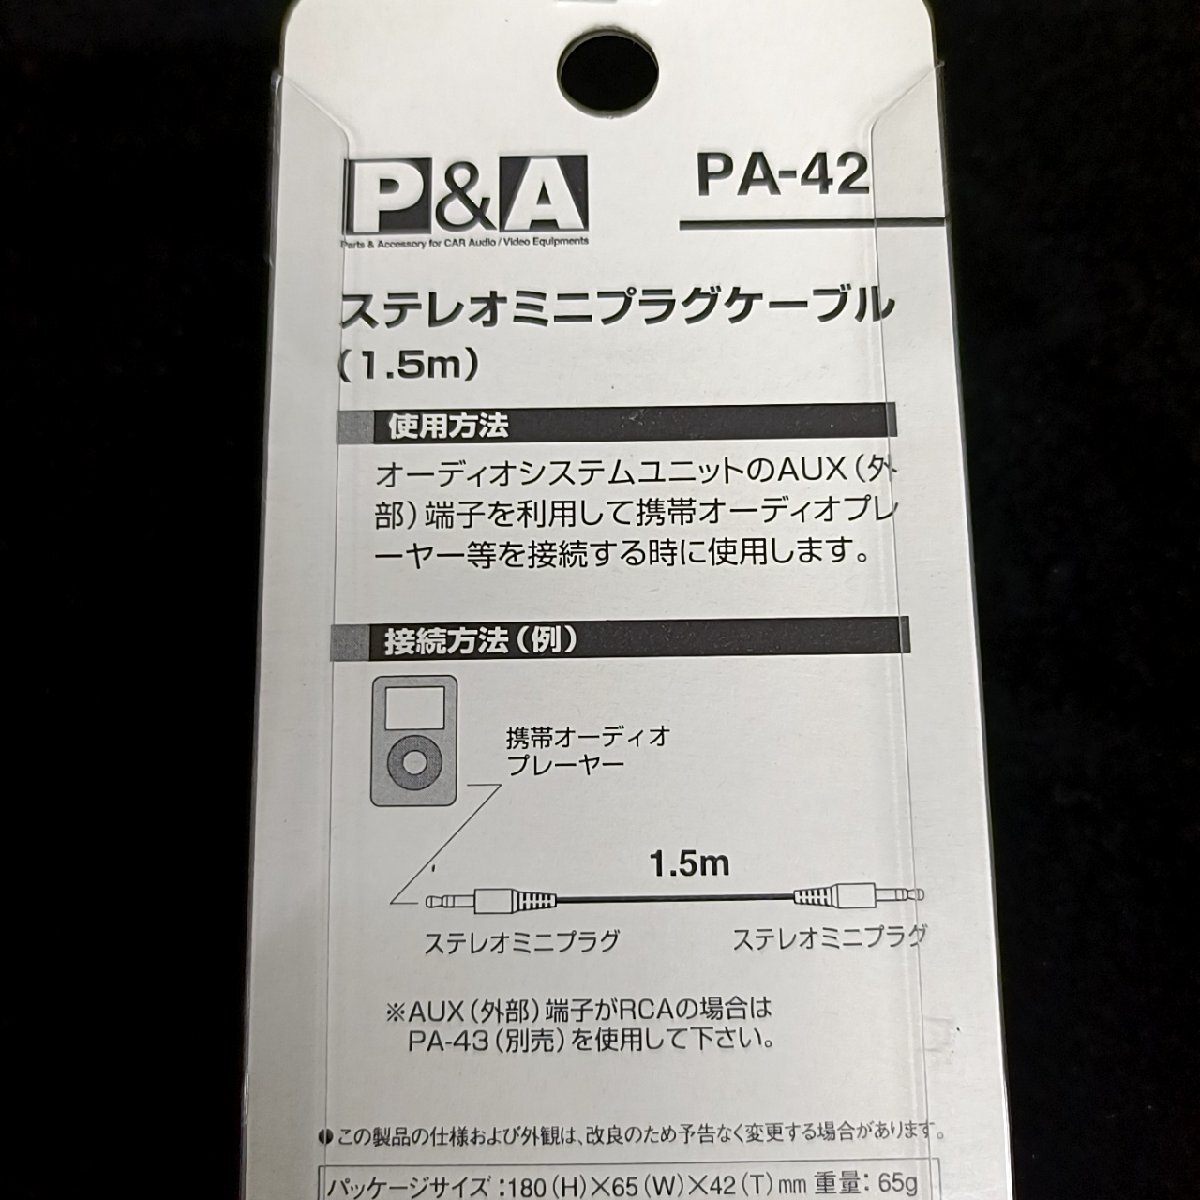 P&A
PA-42
Parts & Accessory for CAR Audio / Video Equipments
ステレオミニプラグケーブル
(1.5m)
使用方法
オーディオシステムユニットのAUX(外
部)端子を利用して携帯オーディオプレ
ーヤー等を接続する時に使用します。
接続方法(例)
携帯オーディオ
プレーヤー
1.5m
ステレオミニプラグ
ステレオミニプラグ
※AUX(外部)端子がRCAの場合は
PA-43(別売)を使用して下さい。
●この製品の仕様および外観は、改良のため予告なく変更する場合があります。
パッケージサイズ:180(H)×65(W)×42(T)mm 重量:65g